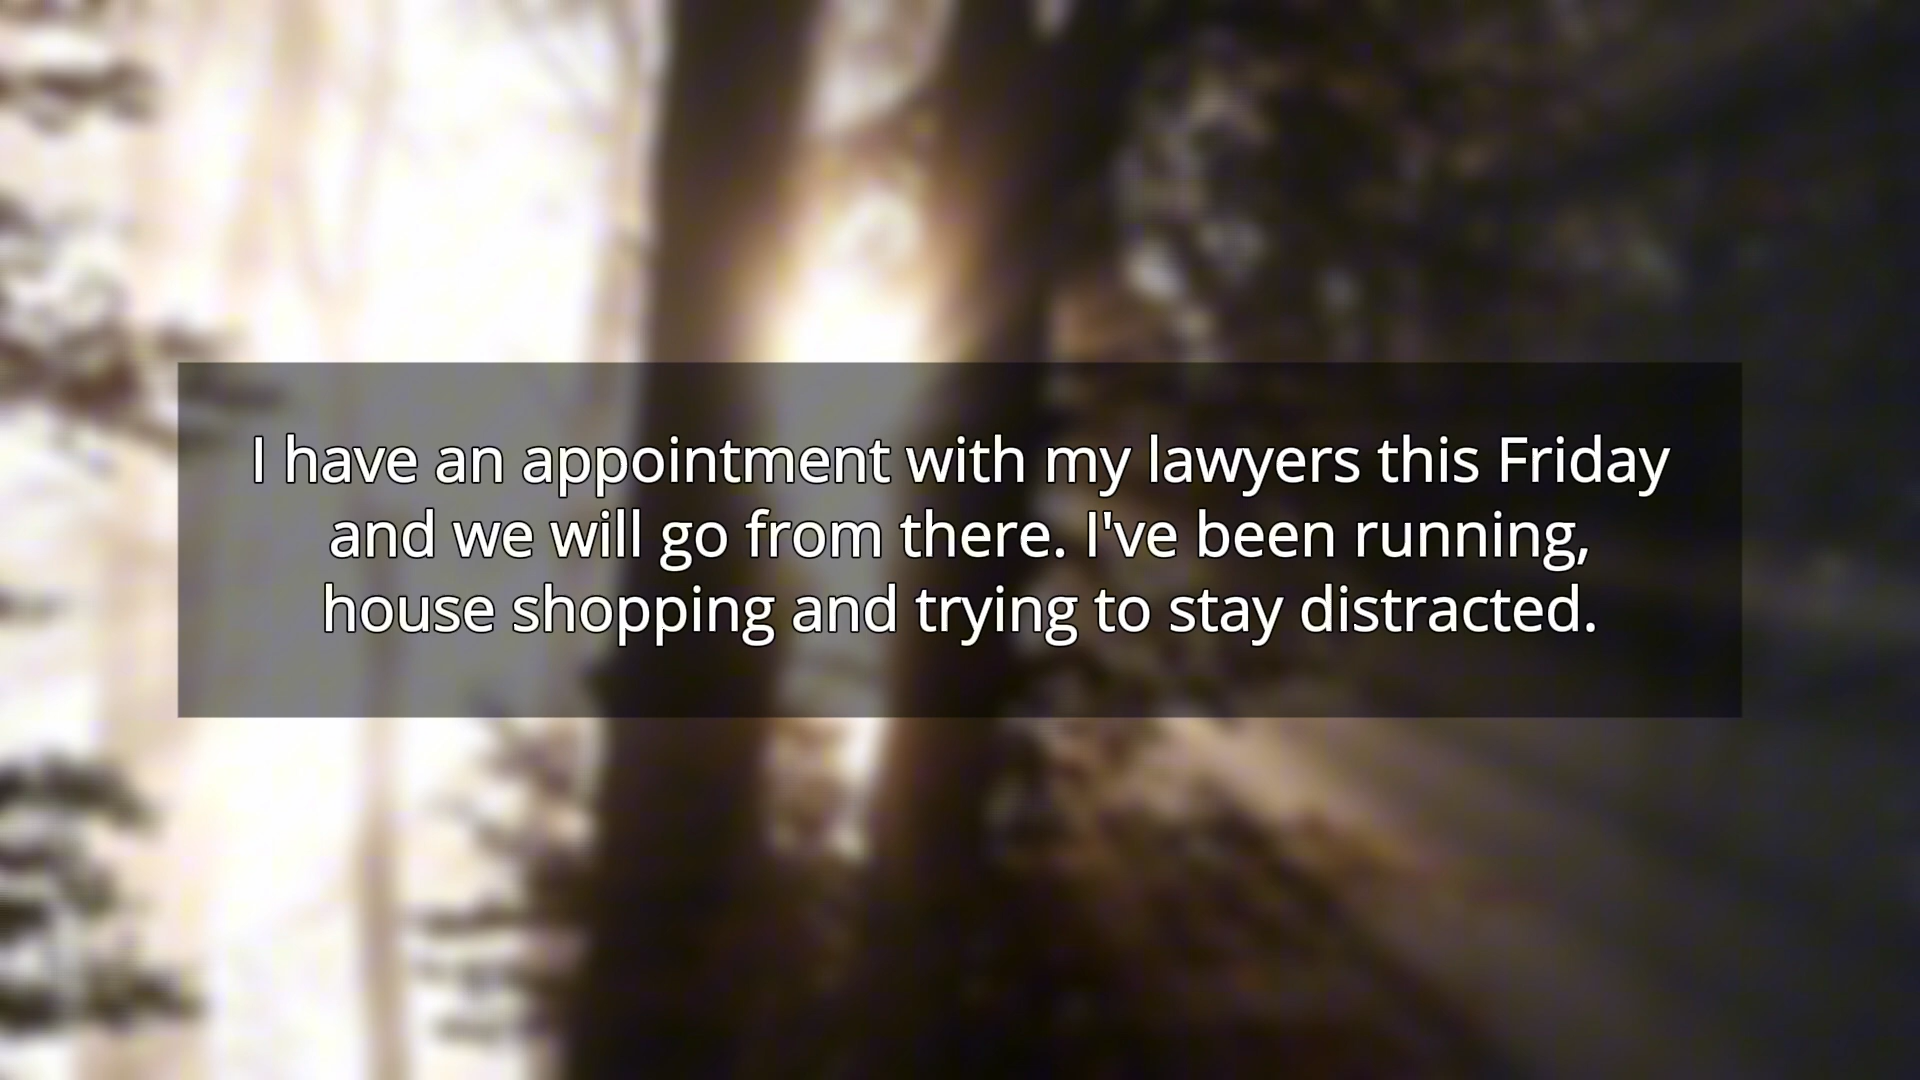 I have an appointment with my lawyers this Friday
and we will go from there. I've been running,
house shopping and trying to stay distracted.